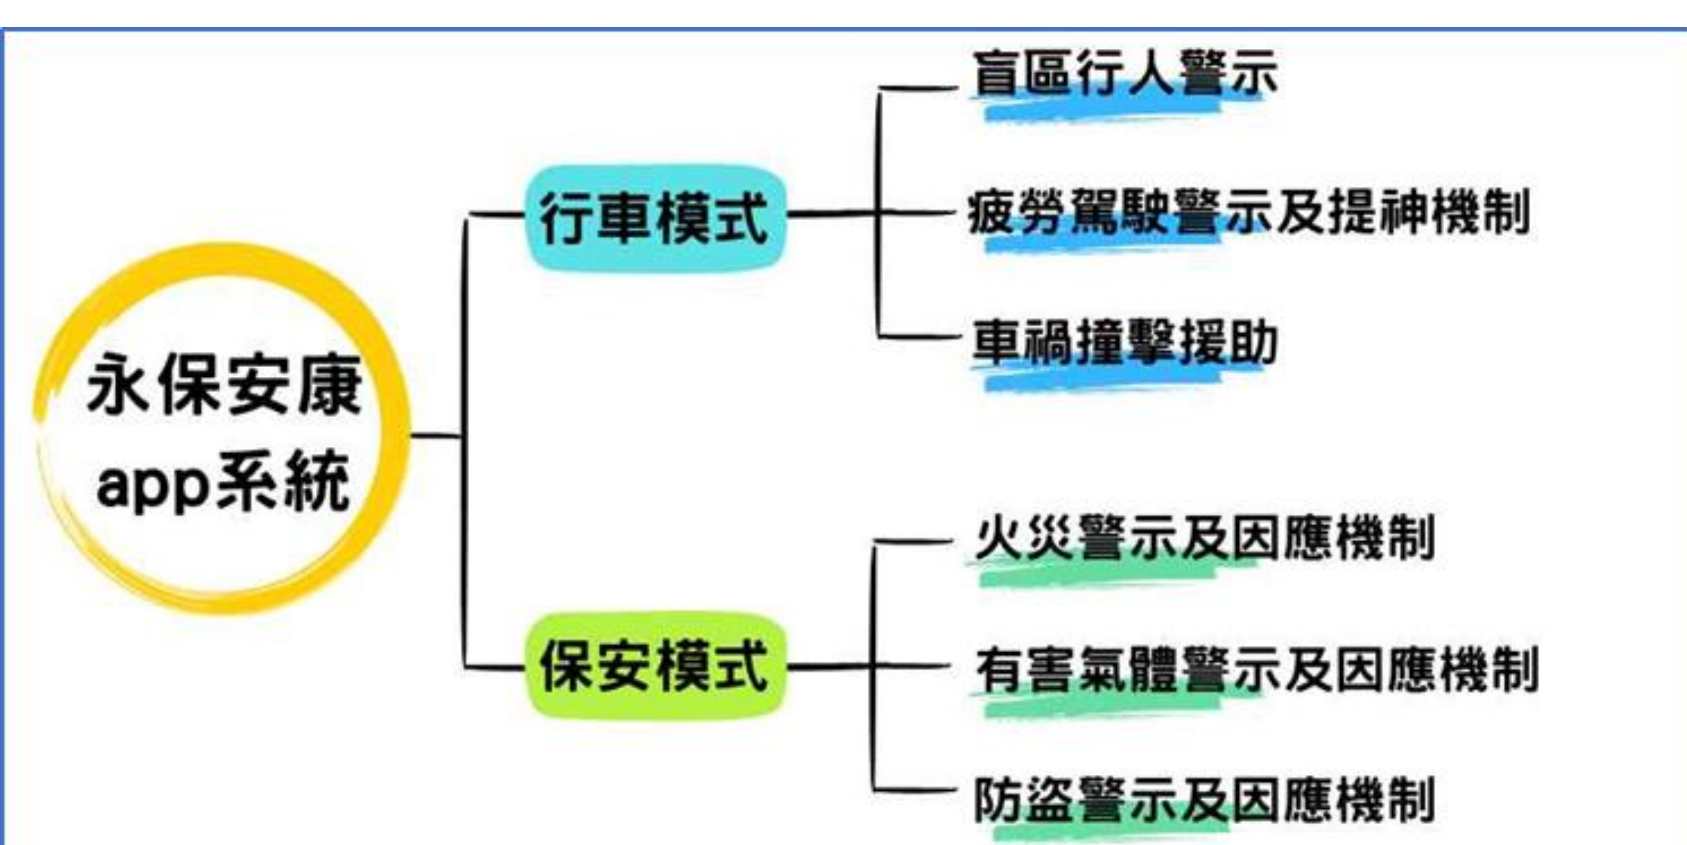 永保安康
app系統
行車模式
盲區行人警示
疲勞駕駛警示及提神機制
車禍撞擊援助
保安模式
火災警示及因應機制
有害氣體警示及因應機制
防盜警示及因應機制